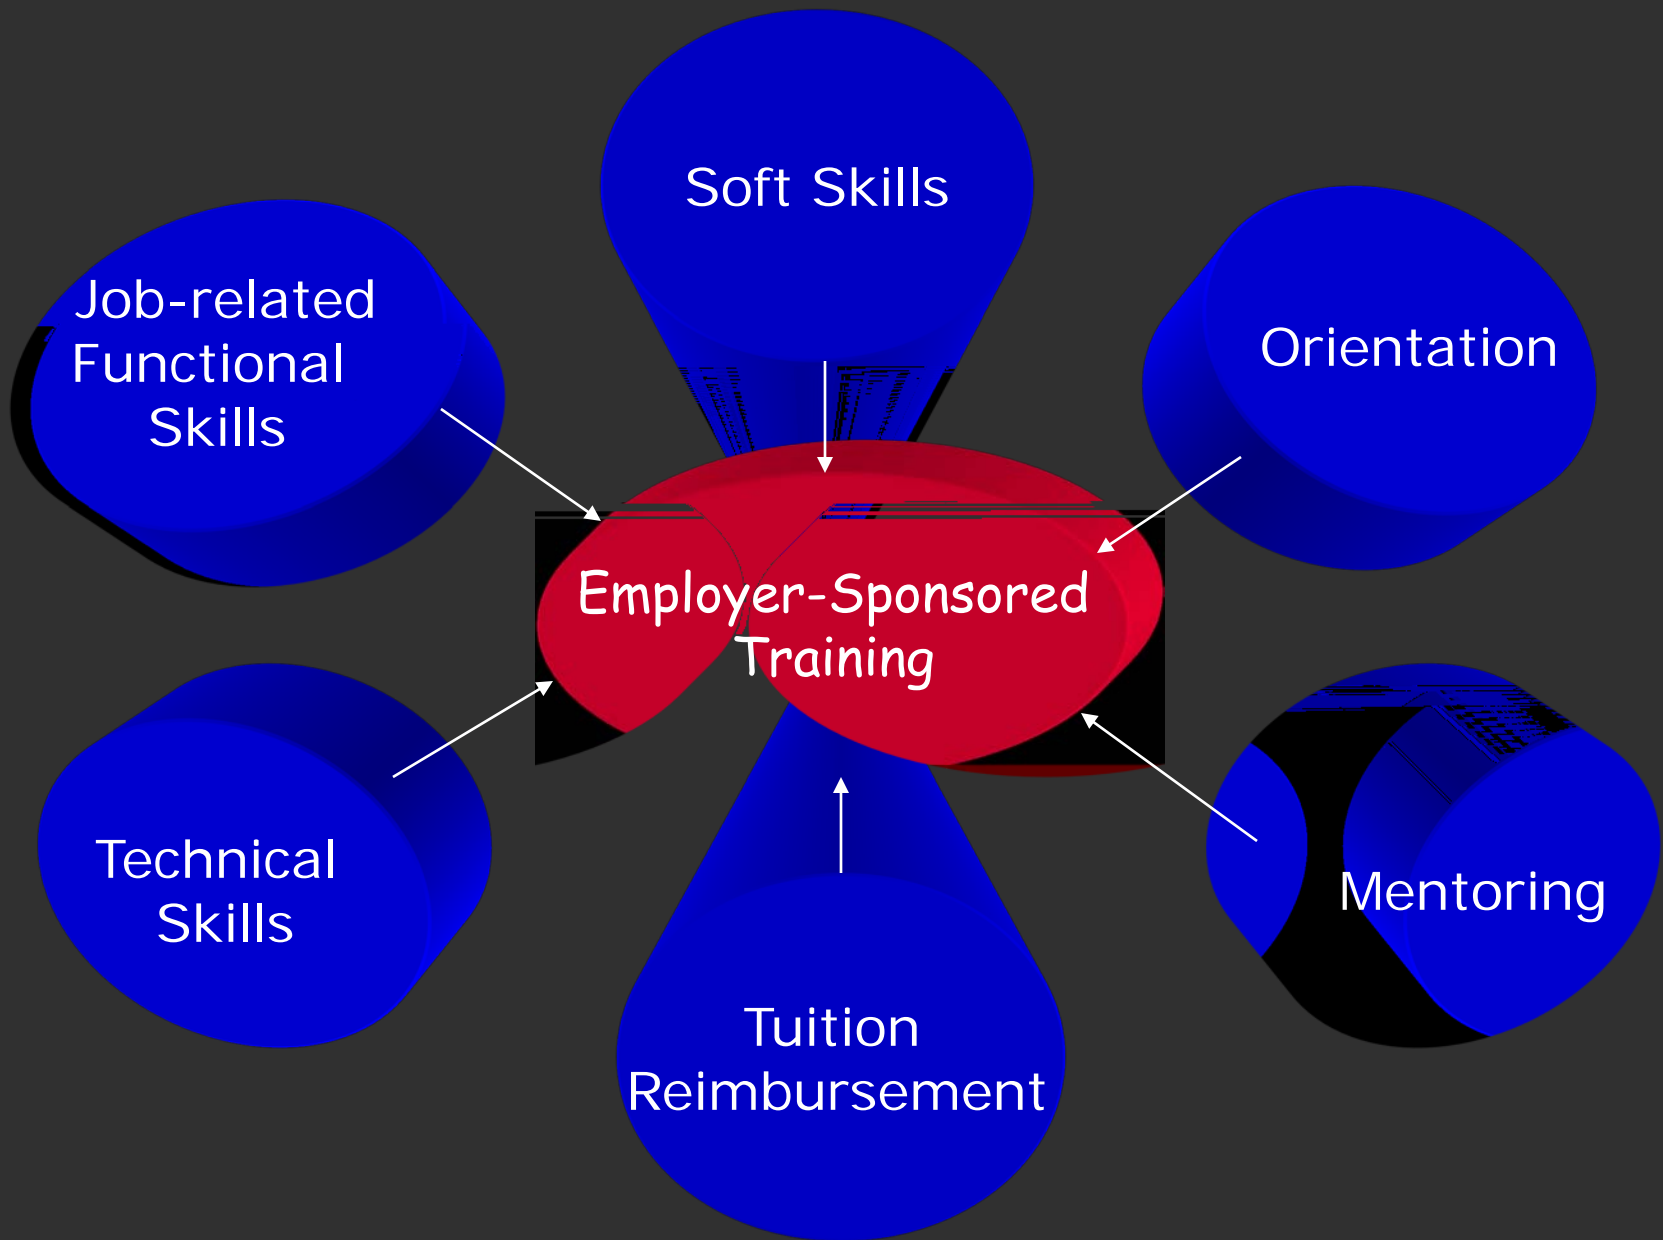 Soft Skills
Job-related
Functional
Skills
Orientation
Employer-Sponsored
Training
Technical
Skills
Mentoring
Tuition
Reimbursement